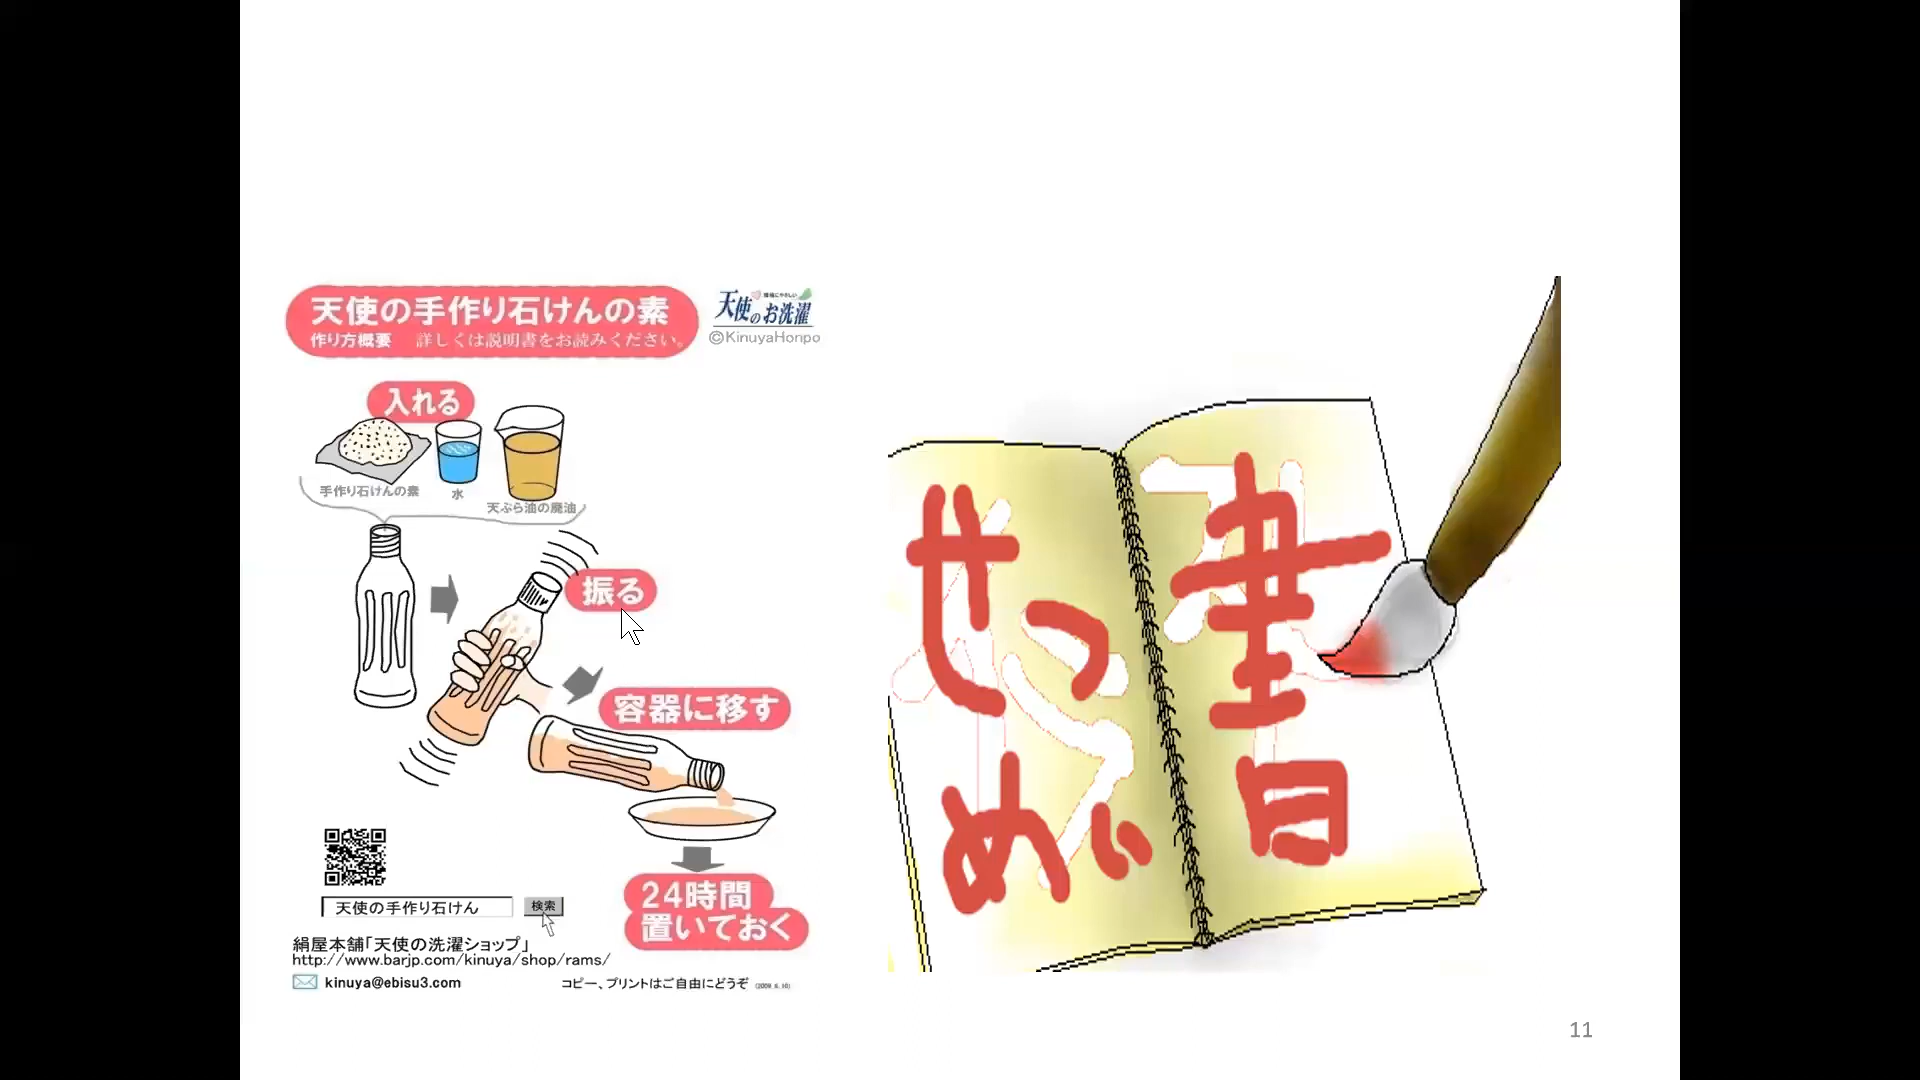 天使の手作り石けんの素
作り方概要 詳しくは説明書をお読みください。
天使のお洗濯
©KinuyaHonpo
入れる
手作り石けんの素
水
天ぷら油の廃油
振る
容器に移す
24時間
置いておく
天使の手作り石けん
検索
絹屋本舗「天使の洗濯ショップ」
http://www.barjp.com/kinuya/shop/rams/
kinuya@ebisu3.com
コピー、プリントはご自由にどうぞ
せつ
めい
書
11